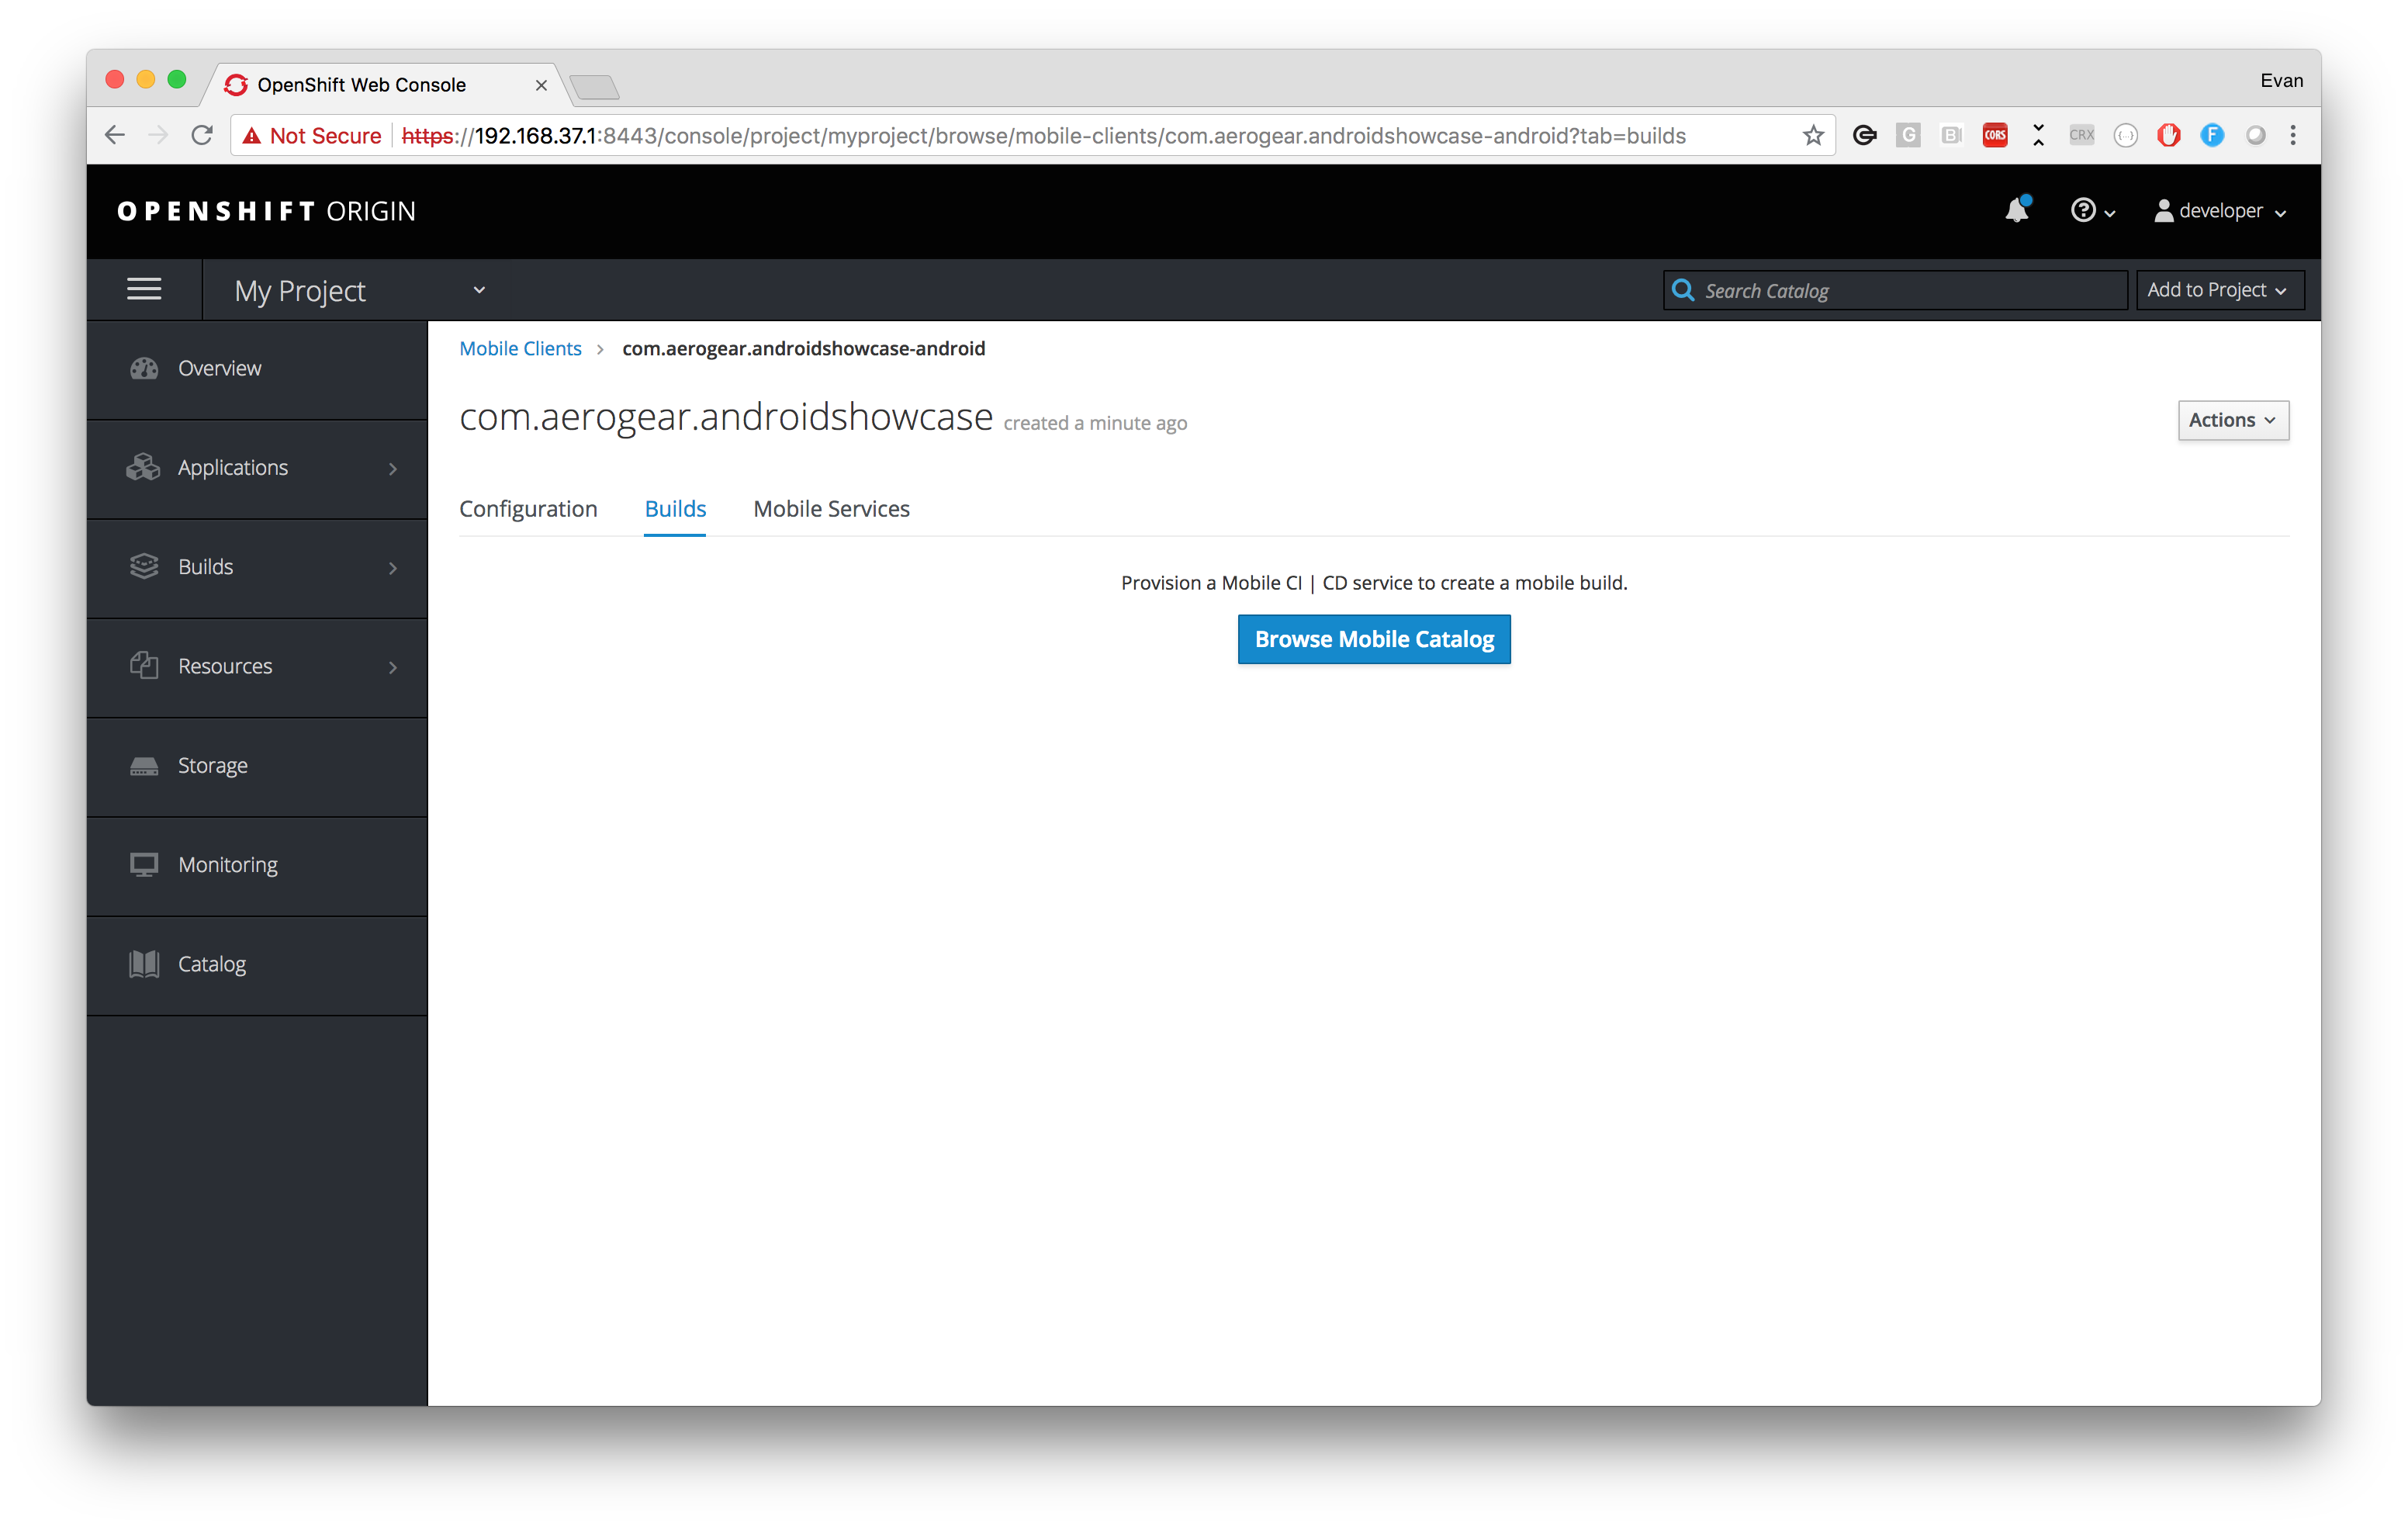 OpenShift Web Console
Evan
Not Secure https://192.168.37.1:8443/console/project/myproject/browse/mobile-clients/com.aerogear.androidshowcase-android?tab=builds
G
B
CORS
CRX
{...}
F
OPENSHIFT ORIGIN
developer
My Project
Search Catalog
Add to Project
Overview
Applications
Builds
Resources
Storage
Monitoring
Catalog
Mobile Clients > com.aerogear.androidshowcase-android
com.aerogear.androidshowcase created a minute ago
Actions
Configuration Builds Mobile Services
Provision a Mobile CI | CD service to create a mobile build.
Browse Mobile Catalog